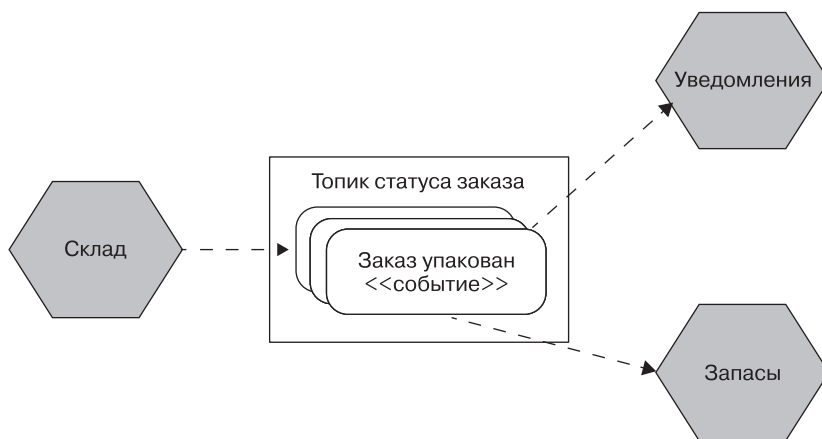 Уведомления
Топик статуса заказа
Склад
Заказ упакован
<<событие>>
Запасы